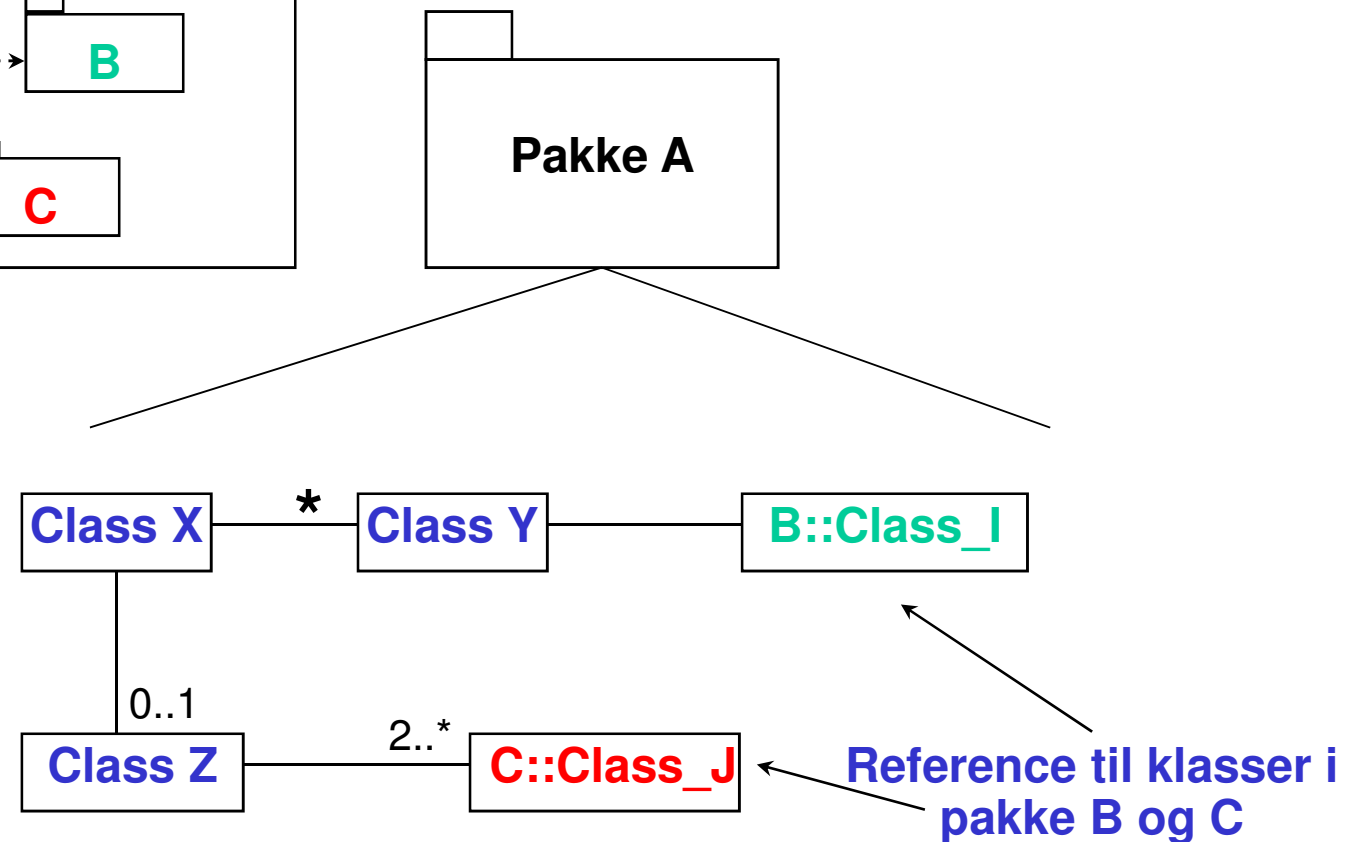 B
Pakke A
C
*
Class X
Class Y
B::Class_I
0..1
2..*
Class Z
C::Class_J
Reference til klasser i
pakke B og C